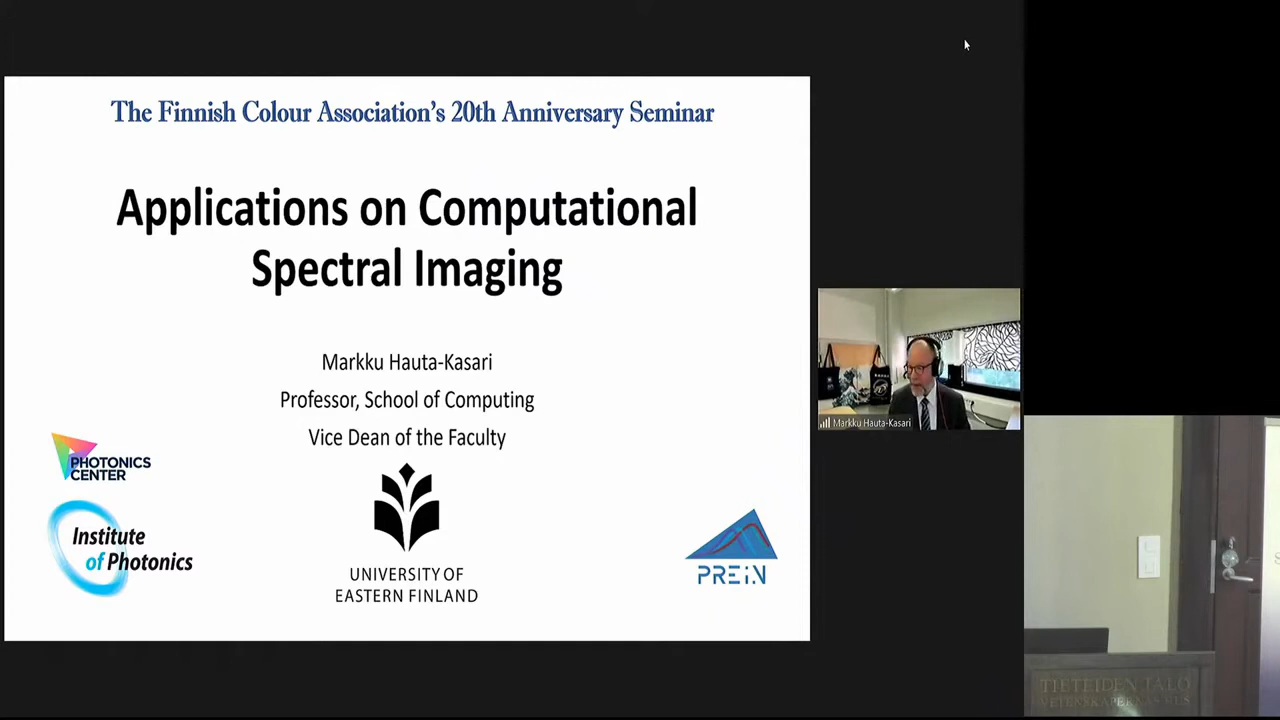 The Finnish Colour Association's 20th Anniversary Seminar
Applications on Computational
Spectral Imaging
Markku Hauta-Kasari
Professor, School of Computing
Vice Dean of the Faculty
PHOTONICS
CENTER
Institute
of Photonics
UNIVERSITY OF
EASTERN FINLAND
PREIN
Markku Hauta-Kasari
TIETEIDEN TALO
VETENSKAPERNAS HUS